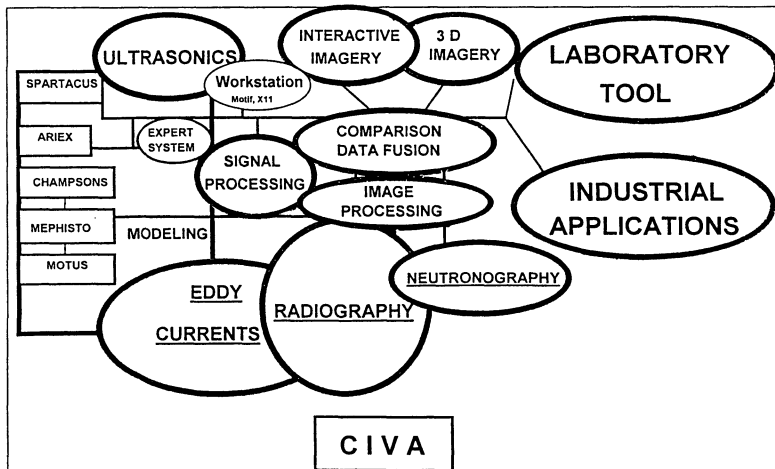 ULTRASONICS
INTERACTIVE
IMAGERY
3 D
IMAGERY
LABORATORY
TOOL
SPARTACUS
Workstation
Motif, X11
ARIEX
EXPERT
SYSTEM
COMPARISON
DATA FUSION
SIGNAL
PROCESSING
CHAMPSONS
IMAGE
PROCESSING
INDUSTRIAL
APPLICATIONS
MEPHISTO
MODELING
MOTUS
EDDY
CURRENTS
RADIOGRAPHY
NEUTRONOGRAPHY
C I V A